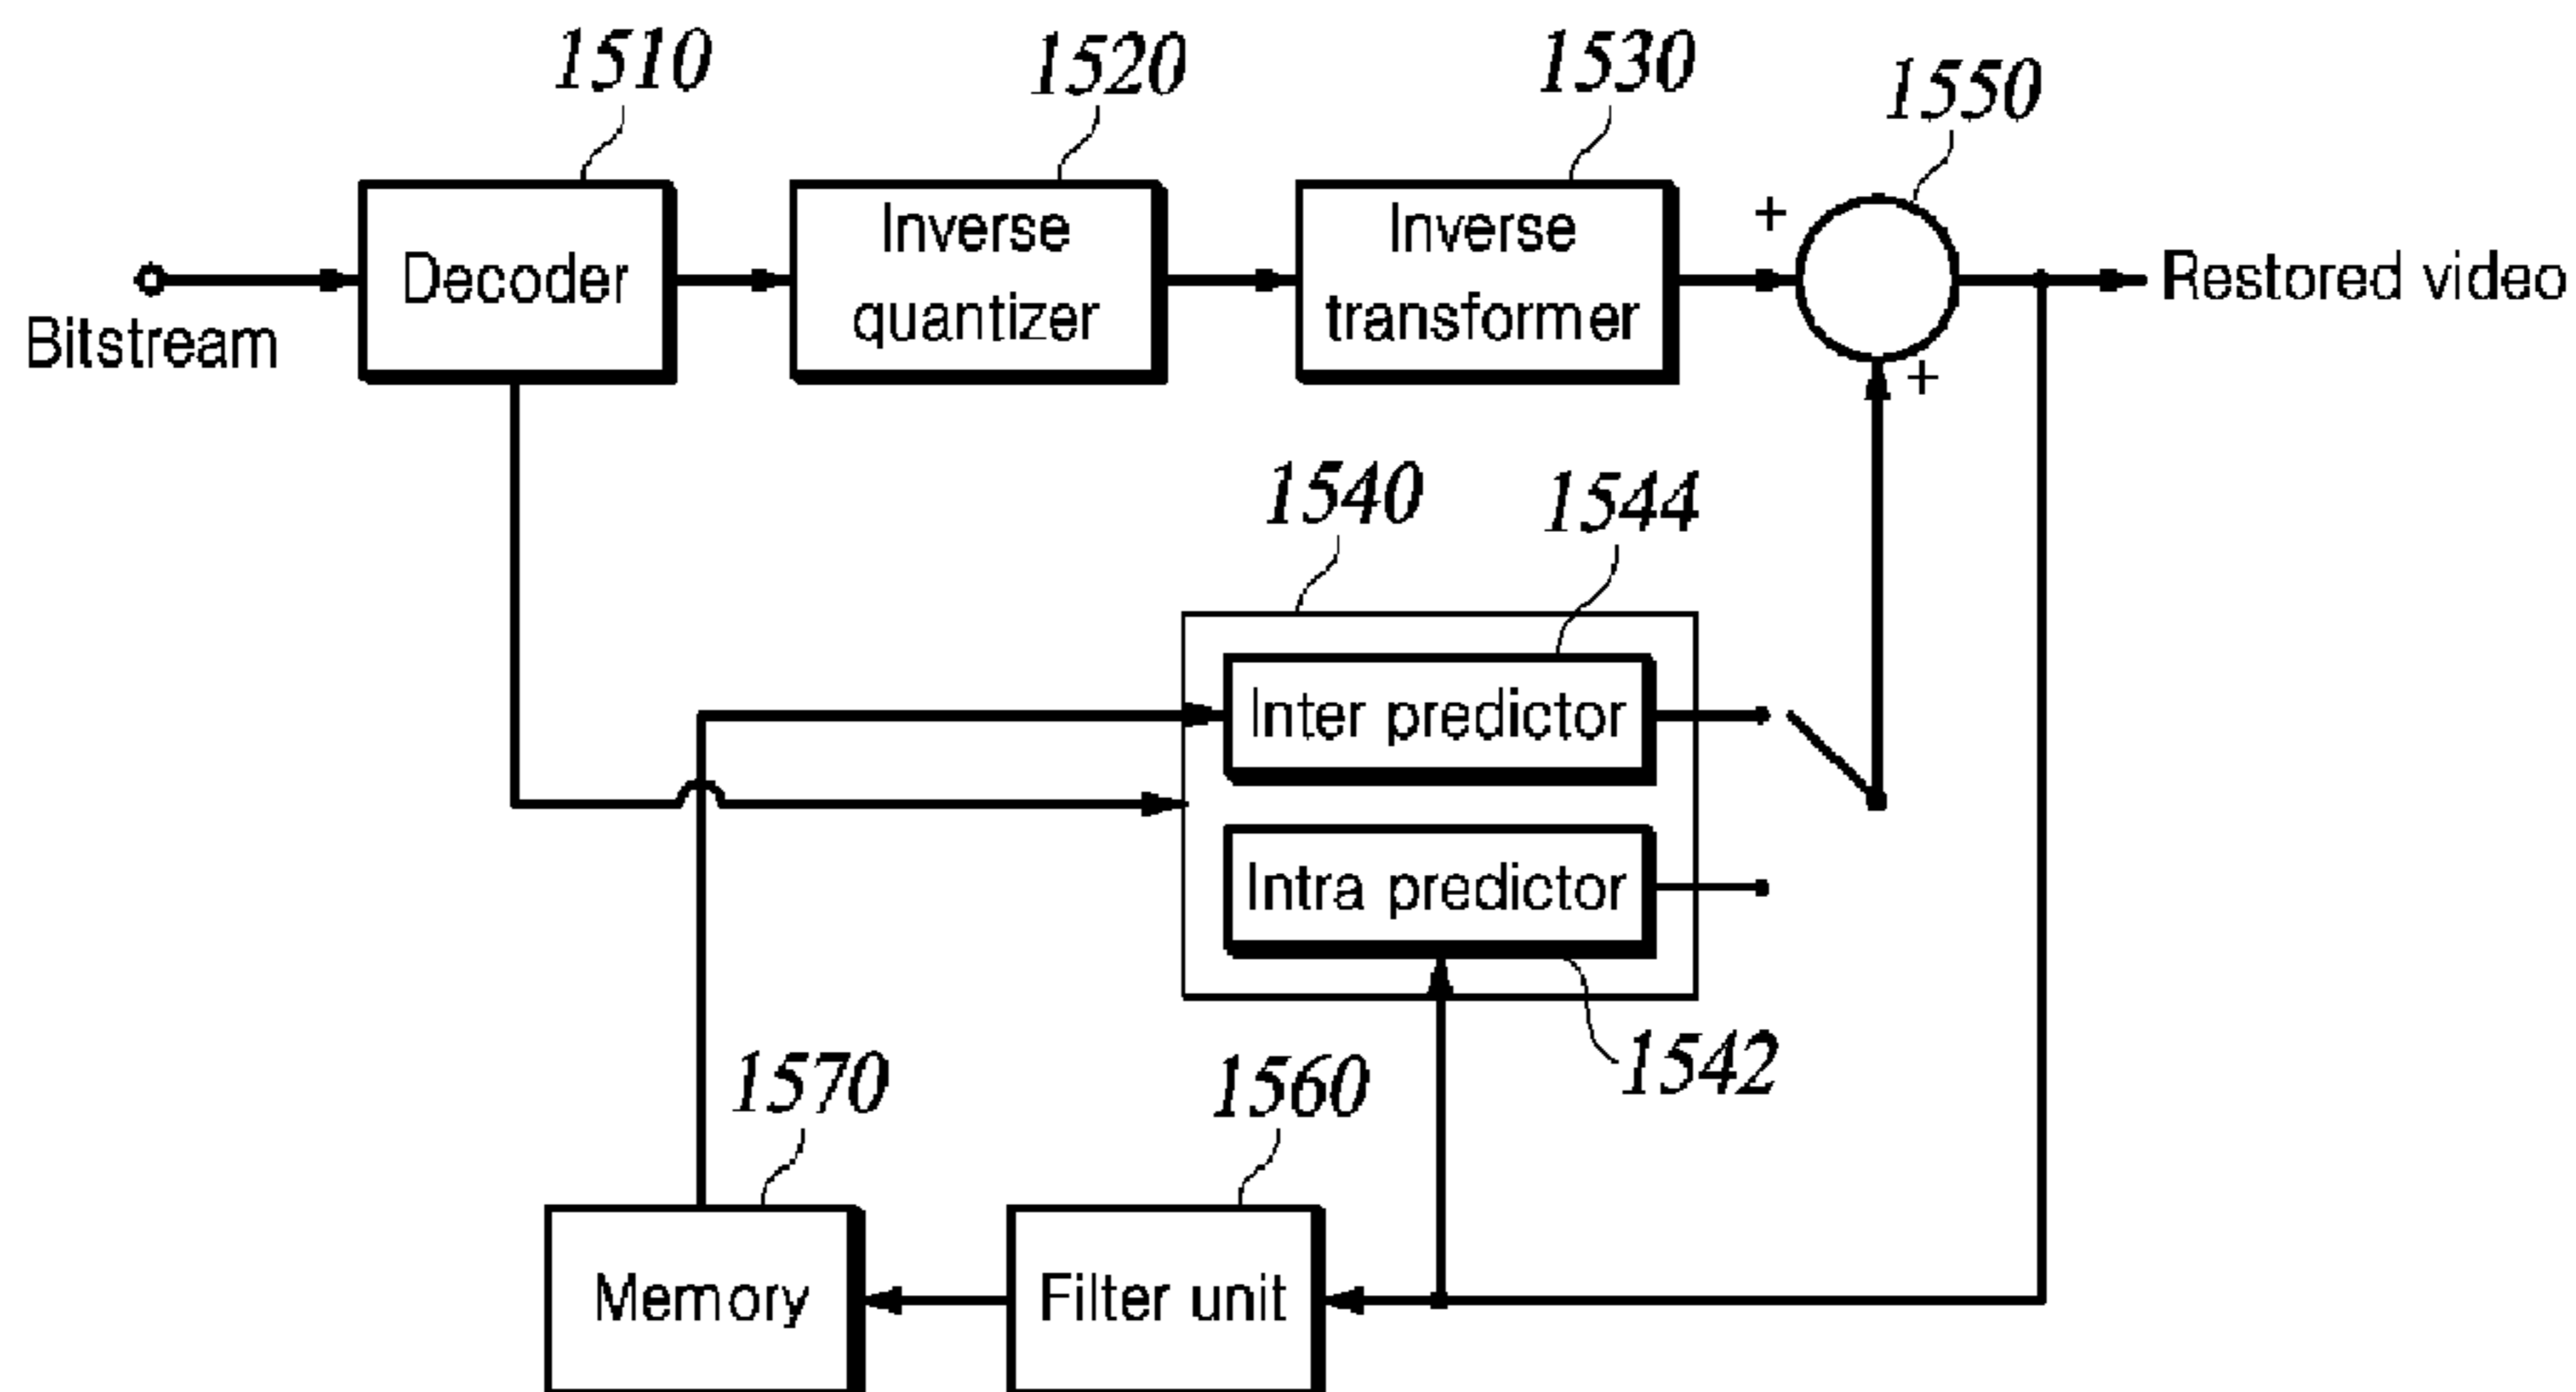 1510
1520
1530
1550
+
Decoder
Inverse
quantizer
Inverse
transformer
Restored video
Bitstream
+
1540
1544
Inter predictor
Intra predictor
1542
1570
1560
Memory
Filter unit